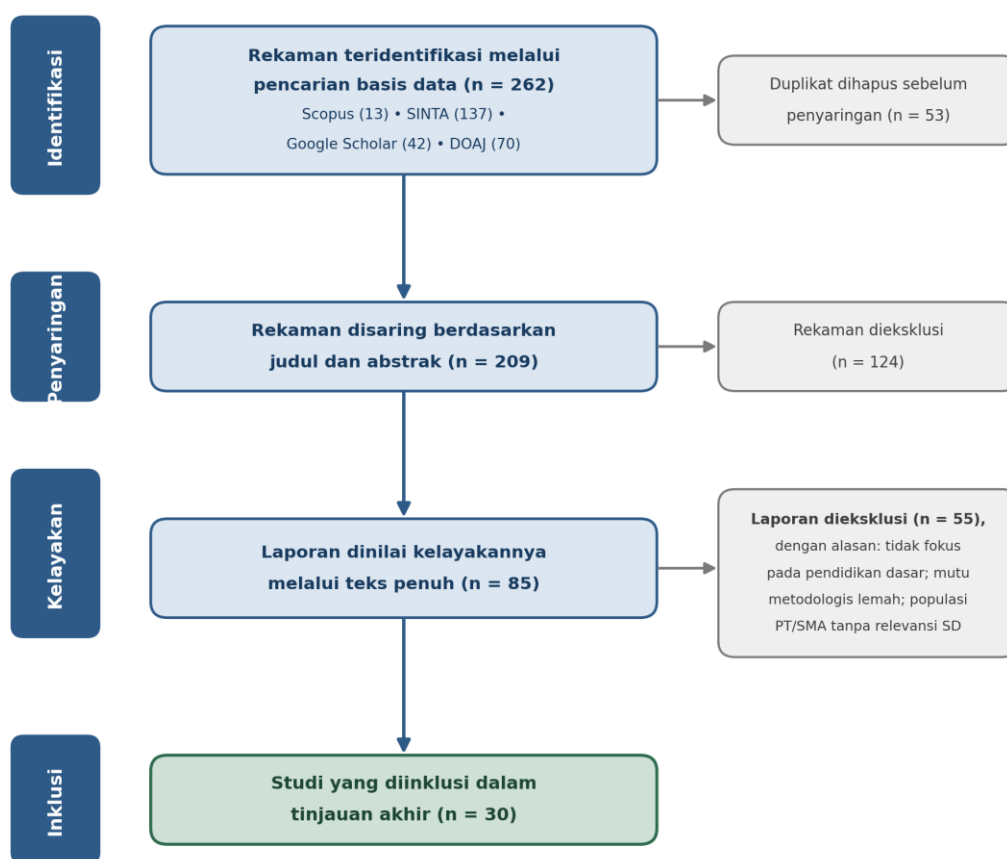 Identifikasi
Rekaman teridentifikasi melalui
pencarian basis data (n = 262)
Scopus (13) • SINTA (137) •
Google Scholar (42) • DOAJ (70)
Duplikat dihapus sebelum
penyaringan (n = 53)
Penyaringan
Rekaman disaring berdasarkan
judul dan abstrak (n = 209)
Rekaman dieksklusi
(n = 124)
Kelayakan
Laporan dinilai kelayakannya
melalui teks penuh (n = 85)
Laporan dieksklusi (n = 55),
dengan alasan: tidak fokus
pada pendidikan dasar; mutu
metodologis lemah; populasi
PT/SMA tanpa relevansi SD
Inklusi
Studi yang diinklusi dalam
tinjauan akhir (n = 30)